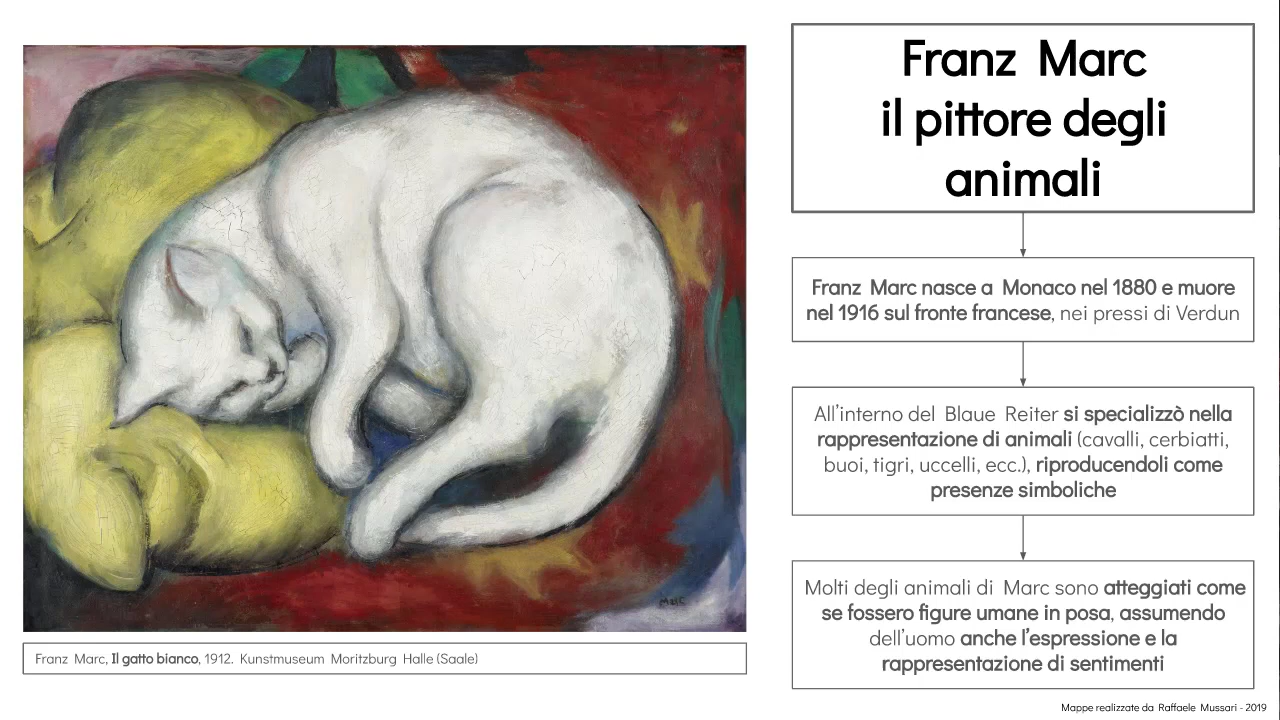 Franz Marc
il pittore degli
animali
Franz Marc nasce a Monaco nel 1880 e muore
nel 1916 sul fronte francese, nei pressi di Verdun
All'interno del Blaue Reiter si specializzò nella
rappresentazione di animali (cavalli, cerbiatti,
buoi, tigri, uccelli, ecc.), riproducendoli come
presenze simboliche
Molti degli animali di Marc sono atteggiati come
se fossero figure umane in posa, assumendo
dell'uomo anche l'espressione e la
rappresentazione di sentimenti
Marc
Franz Marc, Il gatto bianco, 1912. Kunstmuseum Moritzburg Halle (Saale)
Mappe realizzate da Raffaele Mussari - 2019